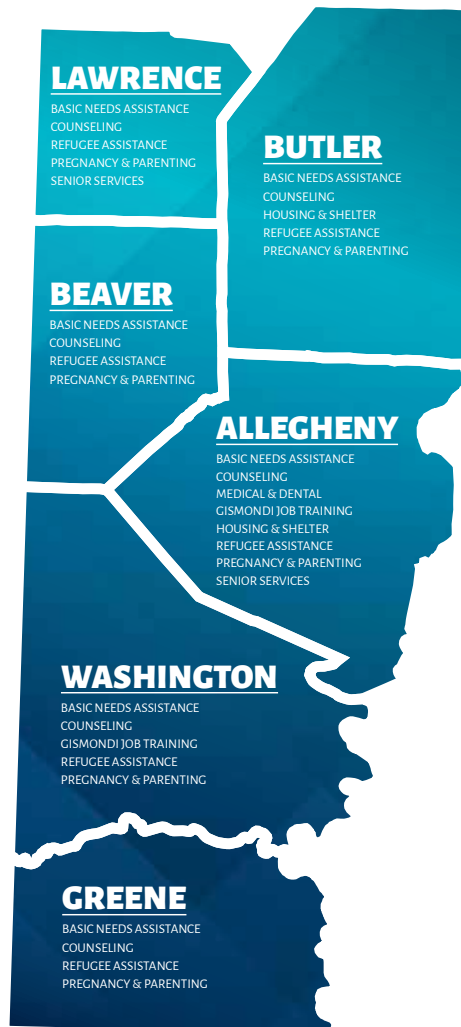 LAWRENCE
BASIC NEEDS ASSISTANCE
COUNSELING
REFUGEE ASSISTANCE
PREGNANCY & PARENTING
SENIOR SERVICES
BUTLER
BASIC NEEDS ASSISTANCE
COUNSELING
HOUSING & SHELTER
REFUGEE ASSISTANCE
PREGNANCY & PARENTING
BEAVER
BASIC NEEDS ASSISTANCE
COUNSELING
REFUGEE ASSISTANCE
PREGNANCY & PARENTING
ALLEGHENY
BASIC NEEDS ASSISTANCE
COUNSELING
MEDICAL & DENTAL
GISMONDI JOB TRAINING
HOUSING & SHELTER
REFUGEE ASSISTANCE
PREGNANCY & PARENTING
SENIOR SERVICES
WASHINGTON
BASIC NEEDS ASSISTANCE
COUNSELING
GISMONDI JOB TRAINING
REFUGEE ASSISTANCE
PREGNANCY & PARENTING
GREENE
BASIC NEEDS ASSISTANCE
COUNSELING
REFUGEE ASSISTANCE
PREGNANCY & PARENTING